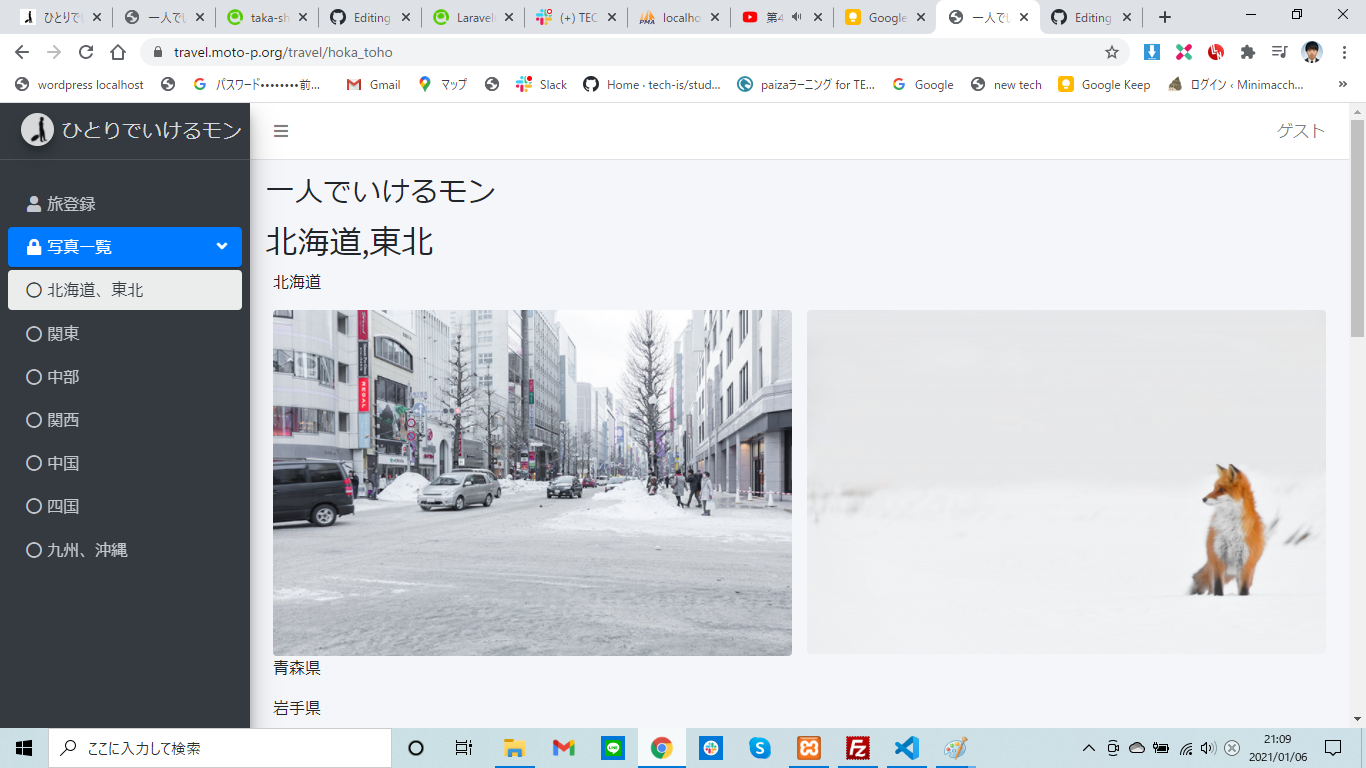 ひとりでい
一人でい
taka-sh
Editing
Laravel
(+) TEC
localho
第4
Google
一人でい
Editing
travel.moto-p.org/travel/hoka_toho
wordpress localhost
パスワード••••••••前...
Gmail
マップ
Slack
Home · tech-is/stud...
paizaラーニング for TE...
Google
new tech
Google Keep
ログイン ‹ Minimacch...
»
ひとりでいけるモン
ゲスト
旅登録
写真一覧
北海道、東北
関東
中部
関西
中国
四国
九州、沖縄
一人でいけるモン
北海道,東北
北海道
REGAL
青森県
岩手県
ここに入力して検索
21:09
2021/01/06